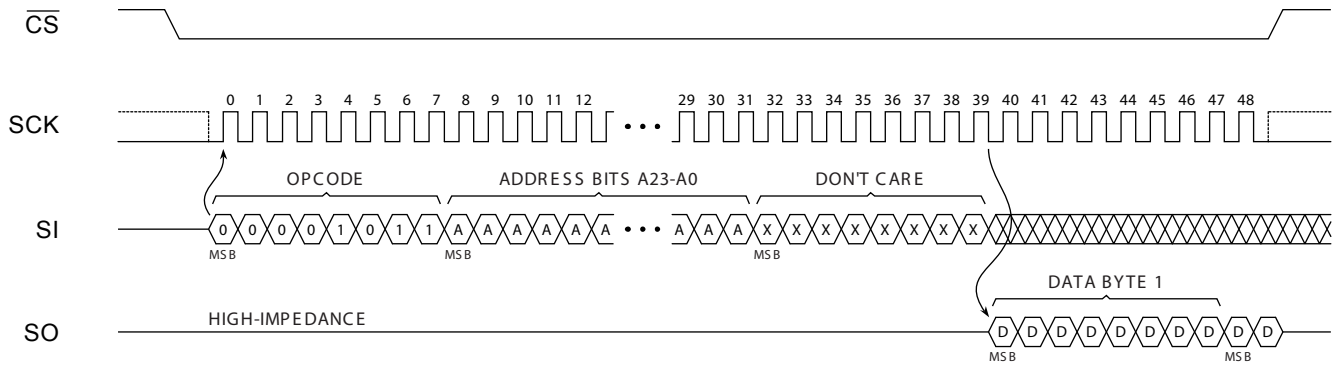 CS
SCK
0 1 2 3 4 5 6 7 8 9 10 11 12 29 30 31 32 33 34 35 36 37 38 39 40 41 42 43 44 45 46 47 48
OPCODE ADDRESS BITS A23-A0 DON'T CARE
SI
0 0 0 0 1 0 1 1 A A A A A A A A A X X X X X X X X
MSB MSB MSB
DATA BYTE 1
SO
HIGH-IMPEDANCE
D D D D D D D D D D
MSB MSB